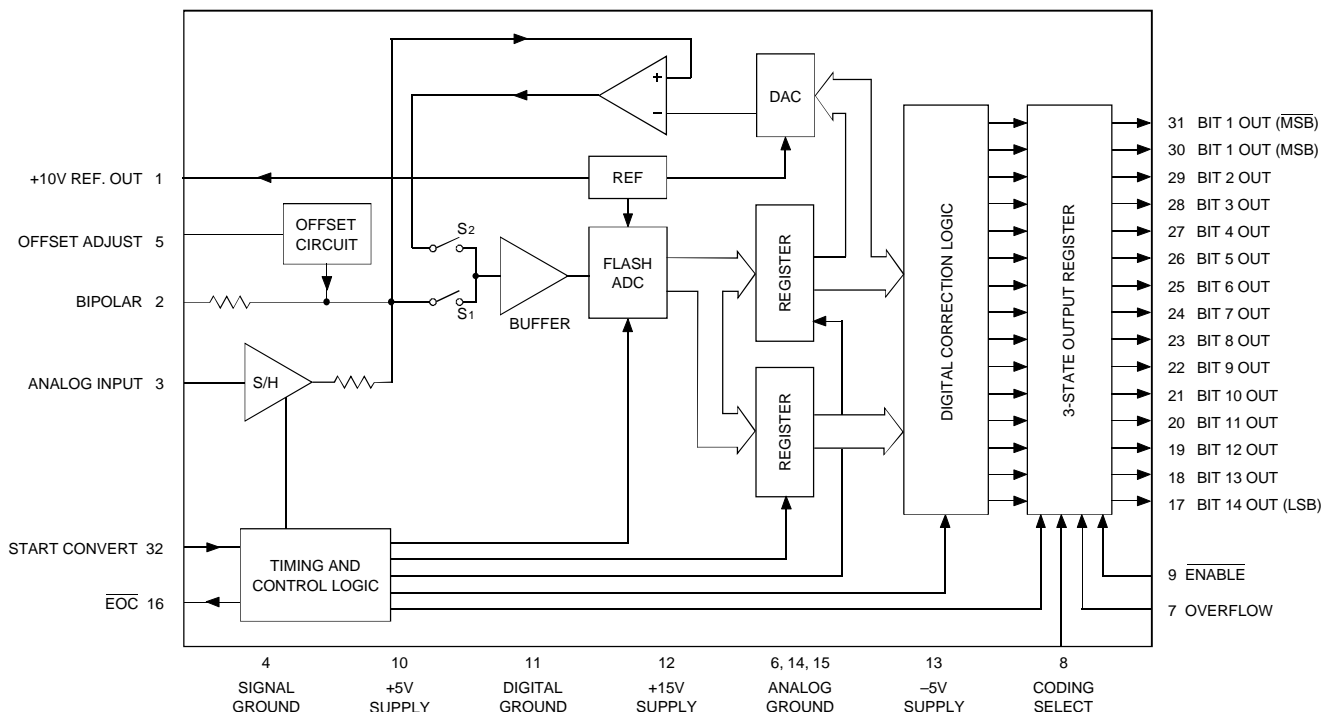 +
−
DAC
31 BIT 1 OUT (M̅S̅B̅)
30 BIT 1 OUT (MSB)
+10V REF. OUT 1
REF
29 BIT 2 OUT
28 BIT 3 OUT
OFFSET ADJUST 5
OFFSET
CIRCUIT
S2
FLASH
ADC
REGISTER
27 BIT 4 OUT
26 BIT 5 OUT
25 BIT 6 OUT
BIPOLAR 2
S1
BUFFER
24 BIT 7 OUT
23 BIT 8 OUT
DIGITAL CORRECTION LOGIC
3-STATE OUTPUT REGISTER
22 BIT 9 OUT
ANALOG INPUT 3
S/H
REGISTER
21 BIT 10 OUT
20 BIT 11 OUT
19 BIT 12 OUT
18 BIT 13 OUT
17 BIT 14 OUT (LSB)
START CONVERT 32
TIMING AND
CONTROL LOGIC
E̅O̅C̅ 16
9 E̅N̅A̅B̅L̅E̅
7 OVERFLOW
4
SIGNAL
GROUND
10
+5V
SUPPLY
11
DIGITAL
GROUND
12
+15V
SUPPLY
6, 14, 15
ANALOG
GROUND
13
–5V
SUPPLY
8
CODING
SELECT